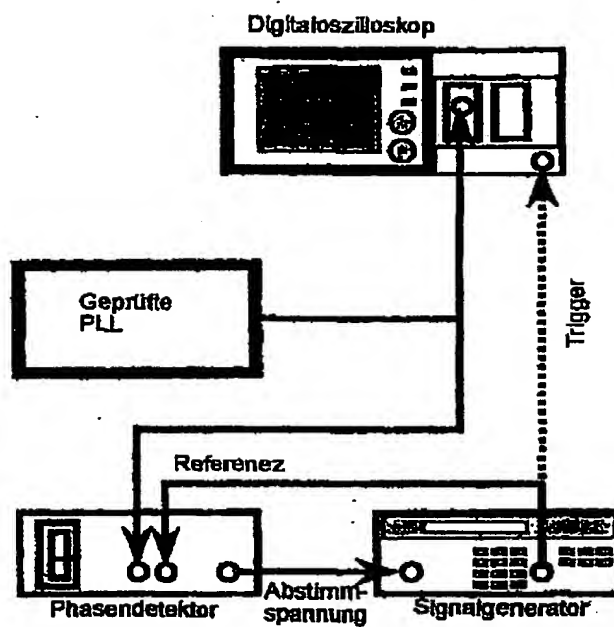 Digitaloszilloskop
Geprüfte
PLL
Trigger
Referenez
Phasendetektor
Abstimm-
spannung
Signalgenerator